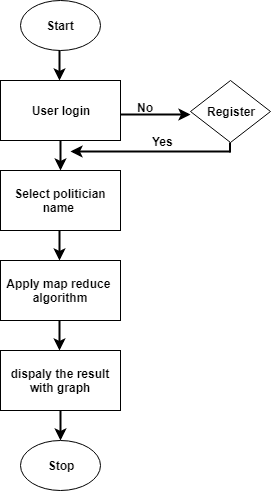 Start
User login
No
Register
Yes
Select politician
name
Apply map reduce
algorithm
dispaly the result
with graph
Stop